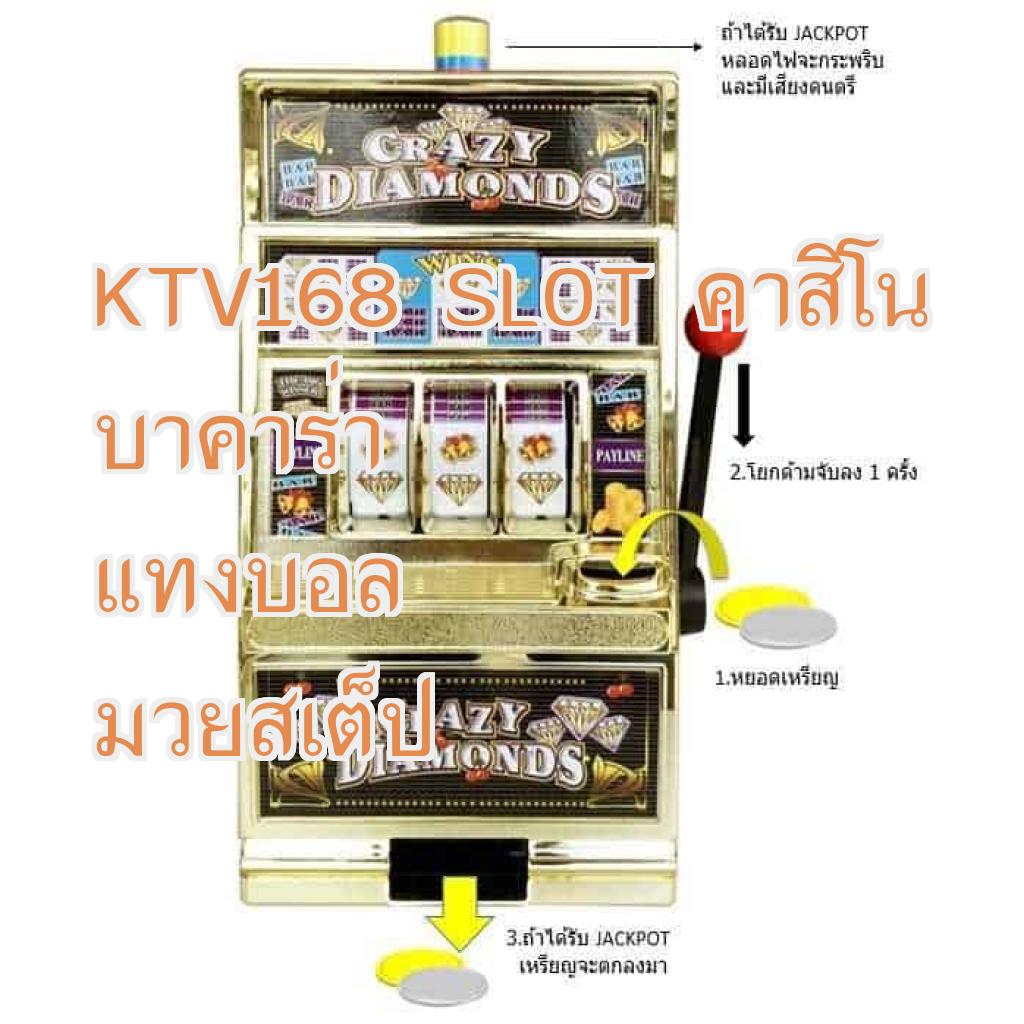 ถ้าได้รับ JACKPOT
หลอดไฟจะกระพริบ
และมีเสียงดนตรี
CRAZY
DIAMONDS
BAR
BAR
BAR
WINS
KTV168 SLOT คาสิโน
บาคาร่า
PAYLINE
2.โยกด้ามจับลง 1 ครั้ง
แทงบอล
1.หยอดเหรียญ
มวยสเต็ป
CRAZY
DIAMONDS
3.ถ้าได้รับ JACKPOT
เหรียญจะตกลงมา